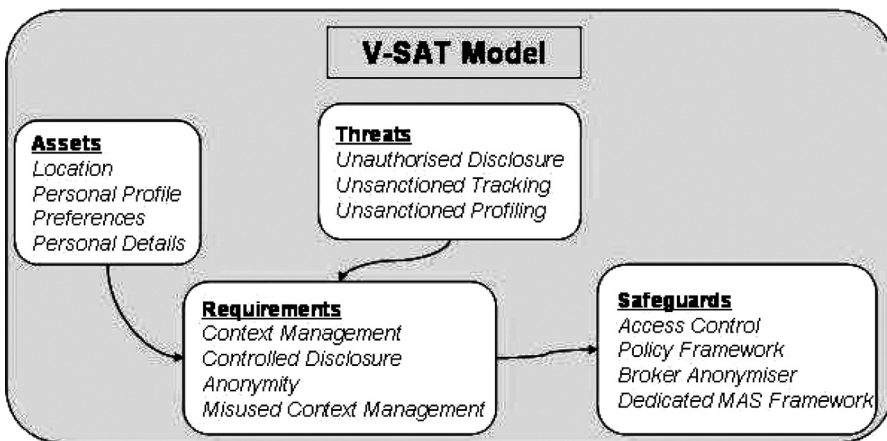 V-SAT Model
Assets
Location
Personal Profile
Preferences
Personal Details
Threats
Unauthorised Disclosure
Unsanctioned Tracking
Unsanctioned Profiling
Requirements
Context Management
Controlled Disclosure
Anonymity
Misused Context Management
Safeguards
Access Control
Policy Framework
Broker Anonymiser
Dedicated MAS Framework